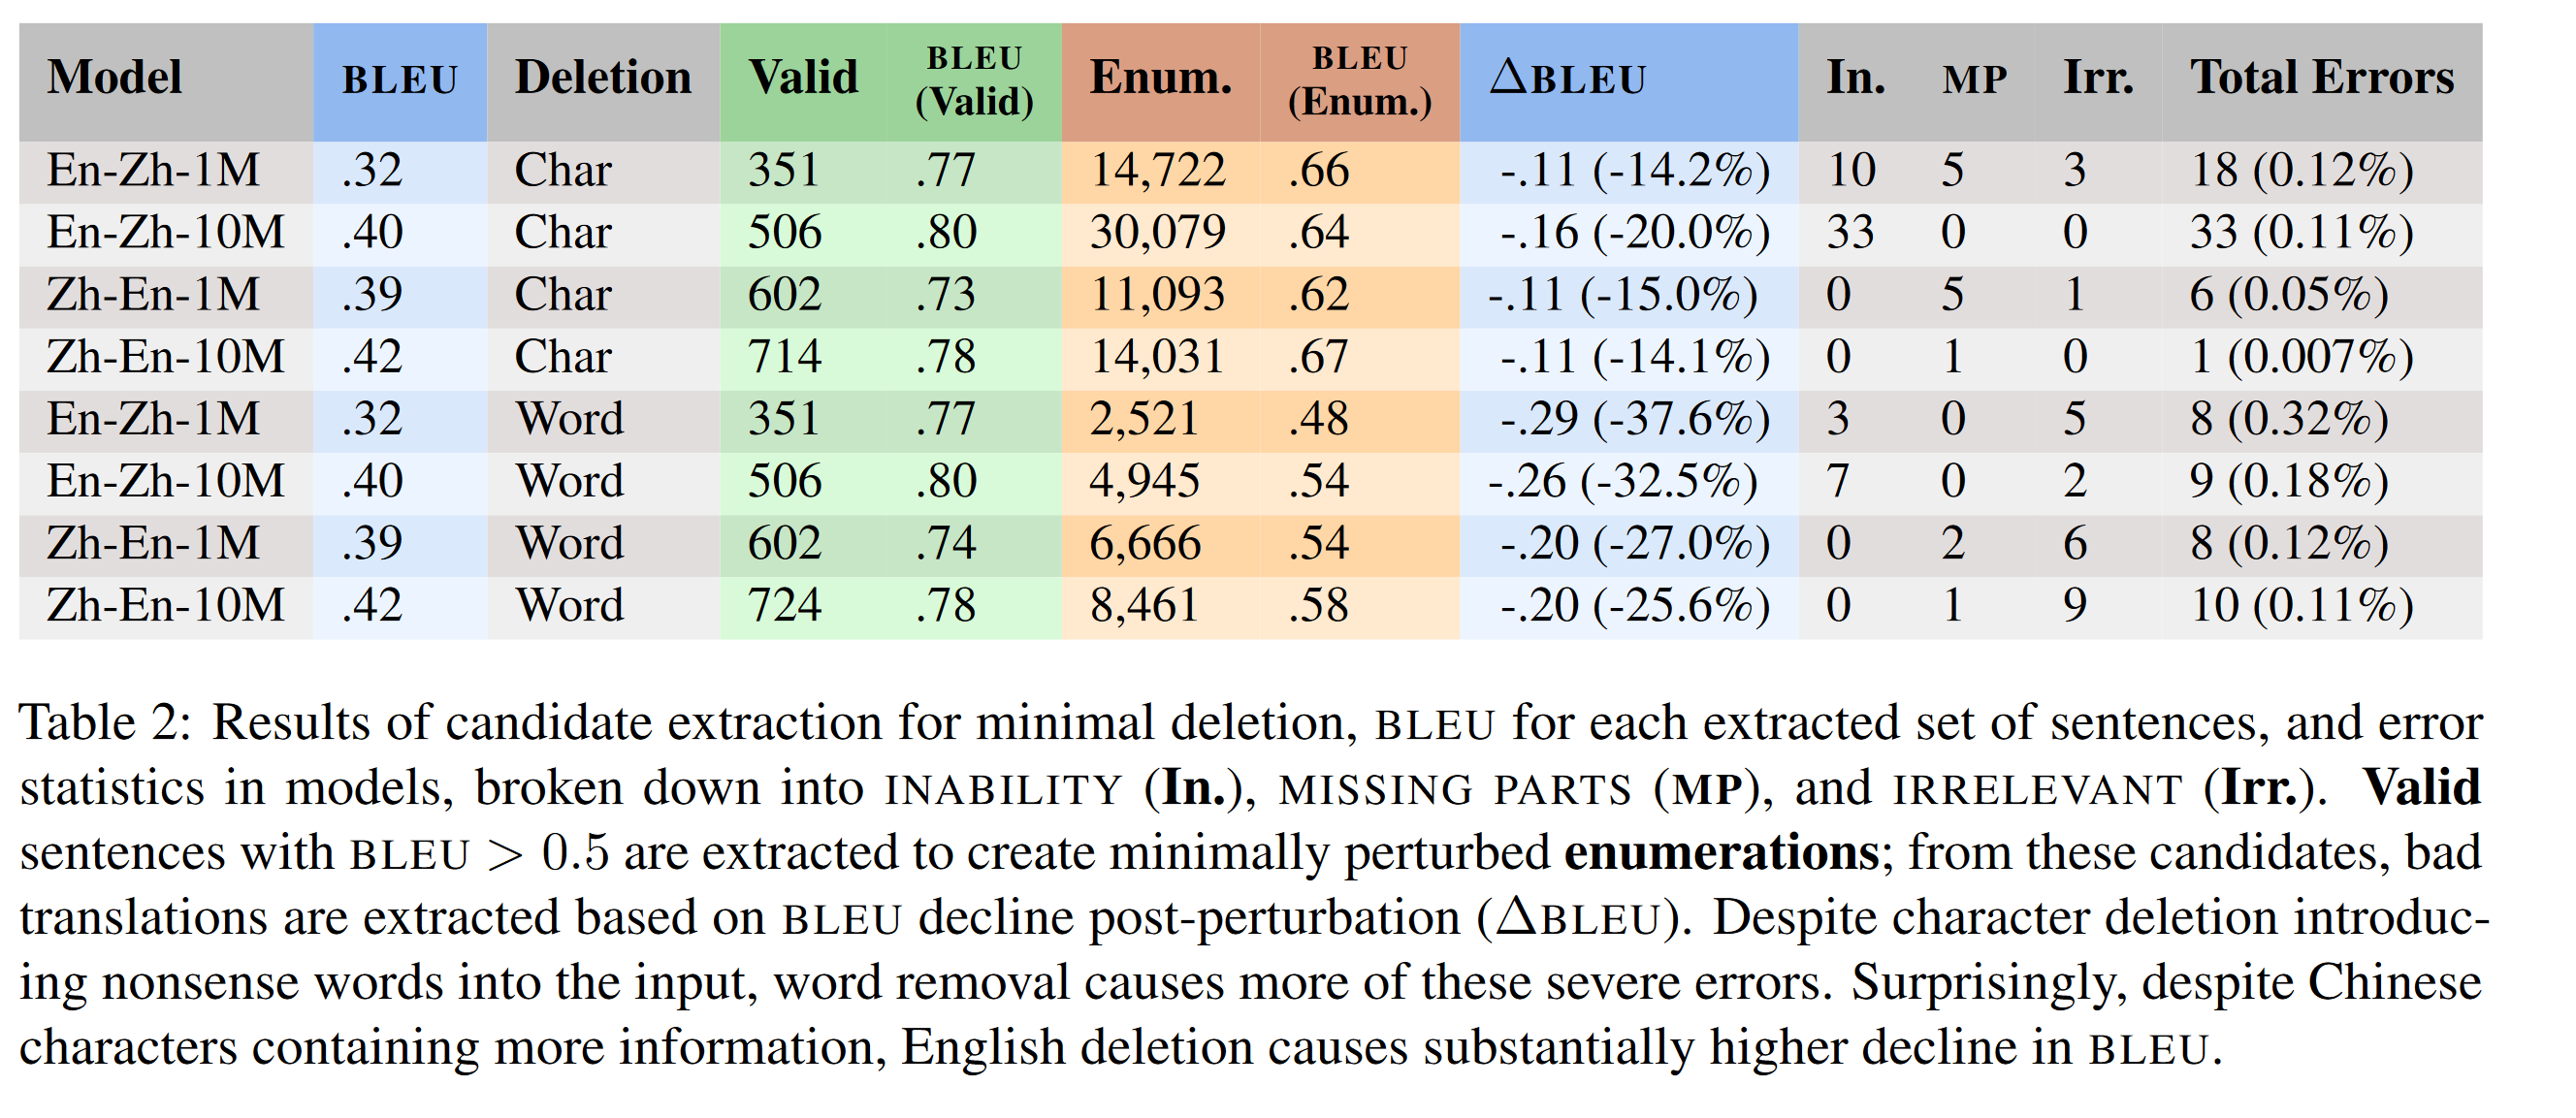 Model BLEU Deletion Valid BLEU (Valid) Enum. BLEU (Enum.) ΔBLEU In. MP Irr. Total Errors
En-Zh-1M .32 Char 351 .77 14,722 .66 -.11 (-14.2%) 10 5 3 18 (0.12%)
En-Zh-10M .40 Char 506 .80 30,079 .64 -.16 (-20.0%) 33 0 0 33 (0.11%)
Zh-En-1M .39 Char 602 .73 11,093 .62 -.11 (-15.0%) 0 5 1 6 (0.05%)
Zh-En-10M .42 Char 714 .78 14,031 .67 -.11 (-14.1%) 0 1 0 1 (0.007%)
En-Zh-1M .32 Word 351 .77 2,521 .48 -.29 (-37.6%) 3 0 5 8 (0.32%)
En-Zh-10M .40 Word 506 .80 4,945 .54 -.26 (-32.5%) 7 0 2 9 (0.18%)
Zh-En-1M .39 Word 602 .74 6,666 .54 -.20 (-27.0%) 0 2 6 8 (0.12%)
Zh-En-10M .42 Word 724 .78 8,461 .58 -.20 (-25.6%) 0 1 9 10 (0.11%)
Table 2: Results of candidate extraction for minimal deletion, BLEU for each extracted set of sentences, and error
statistics in models, broken down into INABILITY (In.), MISSING PARTS (MP), and IRRELEVANT (Irr.). Valid
sentences with BLEU > 0.5 are extracted to create minimally perturbed enumerations; from these candidates, bad
translations are extracted based on BLEU decline post-perturbation (ΔBLEU). Despite character deletion introduc-
ing nonsense words into the input, word removal causes more of these severe errors. Surprisingly, despite Chinese
characters containing more information, English deletion causes substantially higher decline in BLEU.